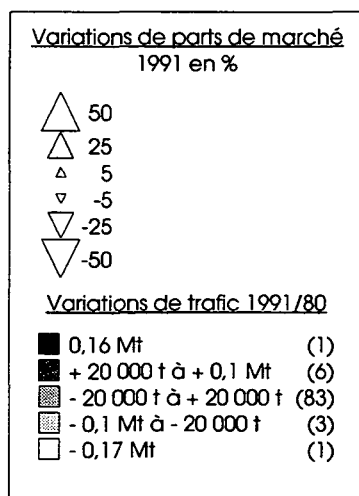 Variations de parts de marché
1991 en %
50
25
5
-5
-25
-50
Variations de trafic 1991/80
0,16 Mt (1)
+ 20 000 t à + 0,1 Mt (6)
- 20 000 t à + 20 000 t (83)
- 0,1 Mt à - 20 000 t (3)
- 0,17 Mt (1)